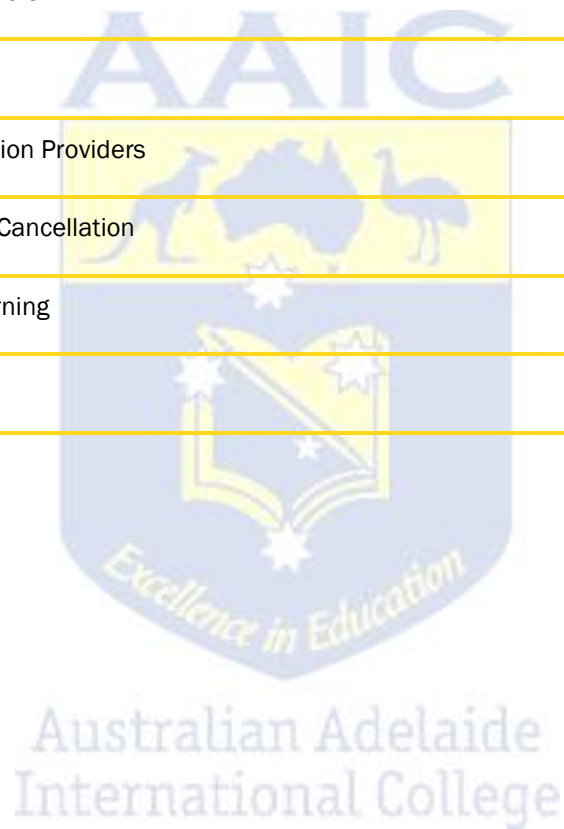 AAIC
ion Providers
Cancellation
rning
Excellence in Education
Australian Adelaide
International College